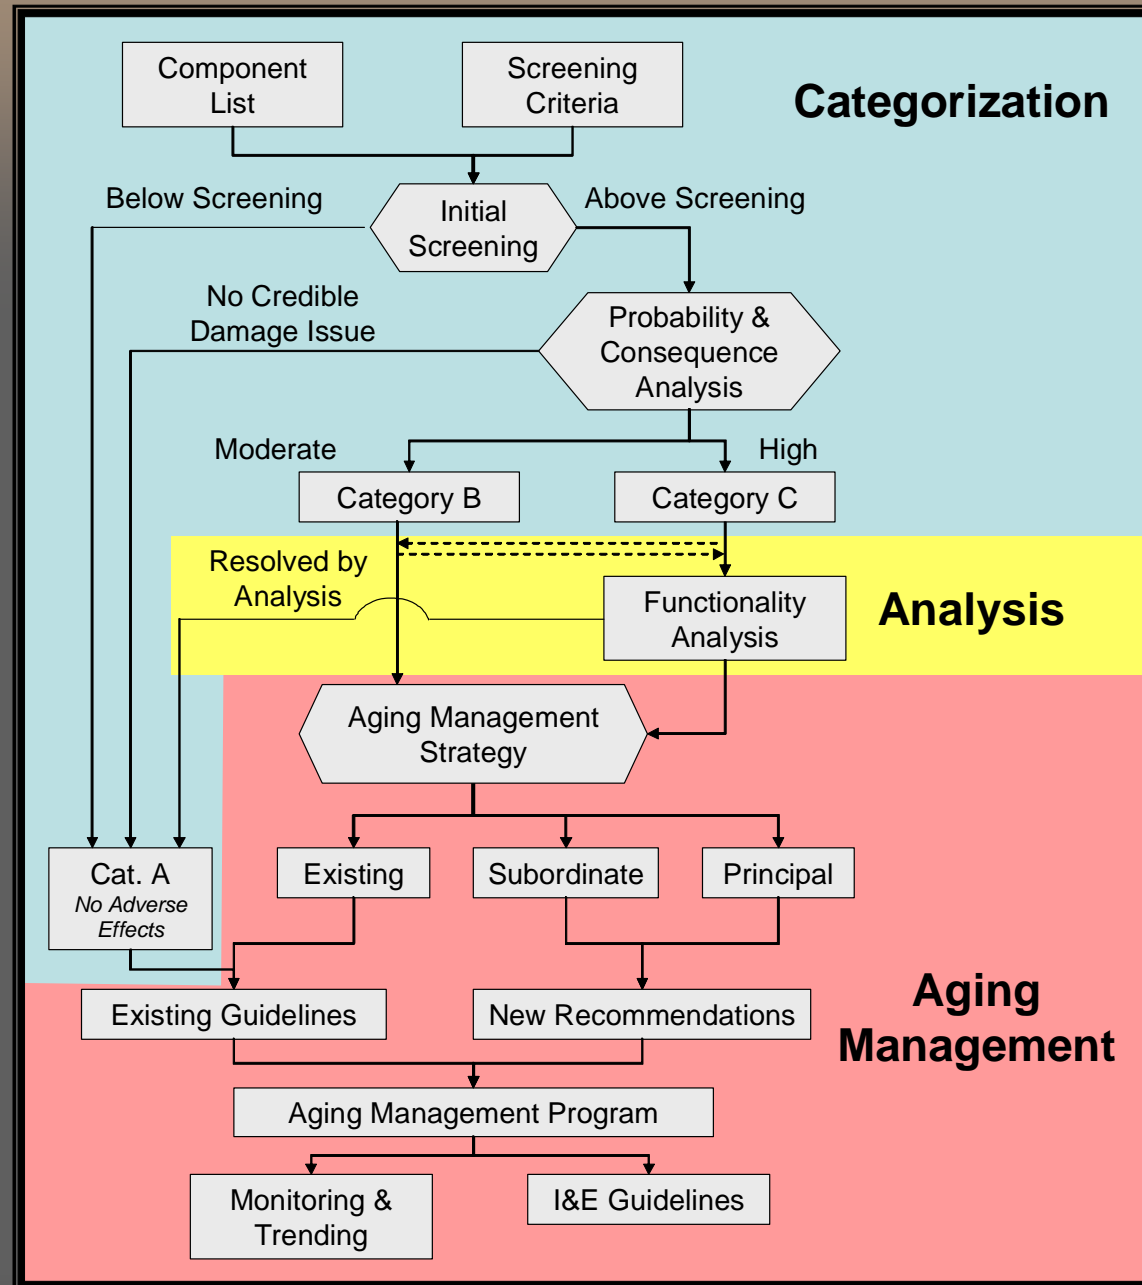 Component
List
Screening
Criteria
Categorization
Below Screening
Initial
Screening
Above Screening
No Credible
Damage Issue
Probability &
Consequence
Analysis
Moderate
High
Category B
Category C
Resolved by
Analysis
Functionality
Analysis
Analysis
Aging Management
Strategy
Cat. A
No Adverse
Effects
Existing
Subordinate
Principal
Existing Guidelines
New Recommendations
Aging
Management
Aging Management Program
Monitoring &
Trending
I&E Guidelines